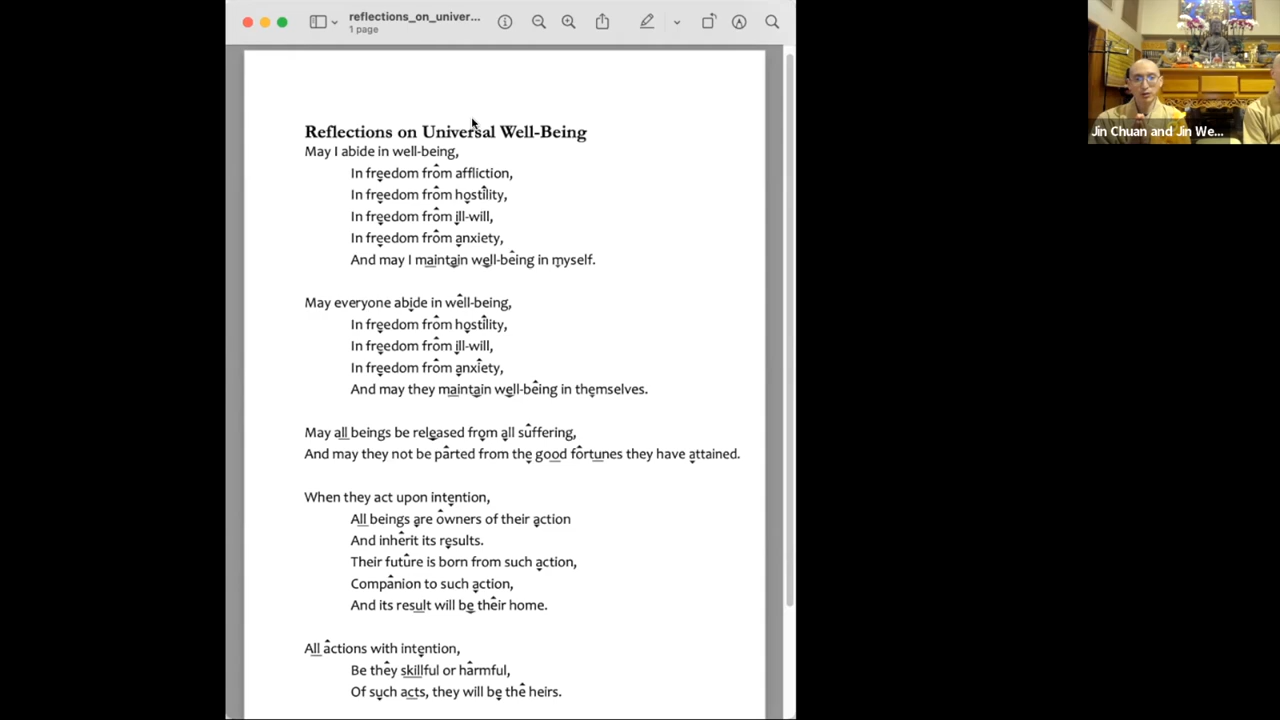 reflections_on_univer...
1 page
Jin Chuan and Jin We...
Reflections on Universal Well-Being
May I abide in well-being,
In freedom from affliction,
In freedom from hostility,
In freedom from ill-will,
In freedom from anxiety,
And may I maintain well-being in myself.
May everyone abide in well-being,
In freedom from hostility,
In freedom from ill-will,
In freedom from anxiety,
And may they maintain well-being in themselves.
May all beings be released from all suffering,
And may they not be parted from the good fortunes they have attained.
When they act upon intention,
All beings are owners of their action
And inherit its results.
Their future is born from such action,
Companion to such action,
And its result will be their home.
All actions with intention,
Be they skillful or harmful,
Of such acts, they will be the heirs.